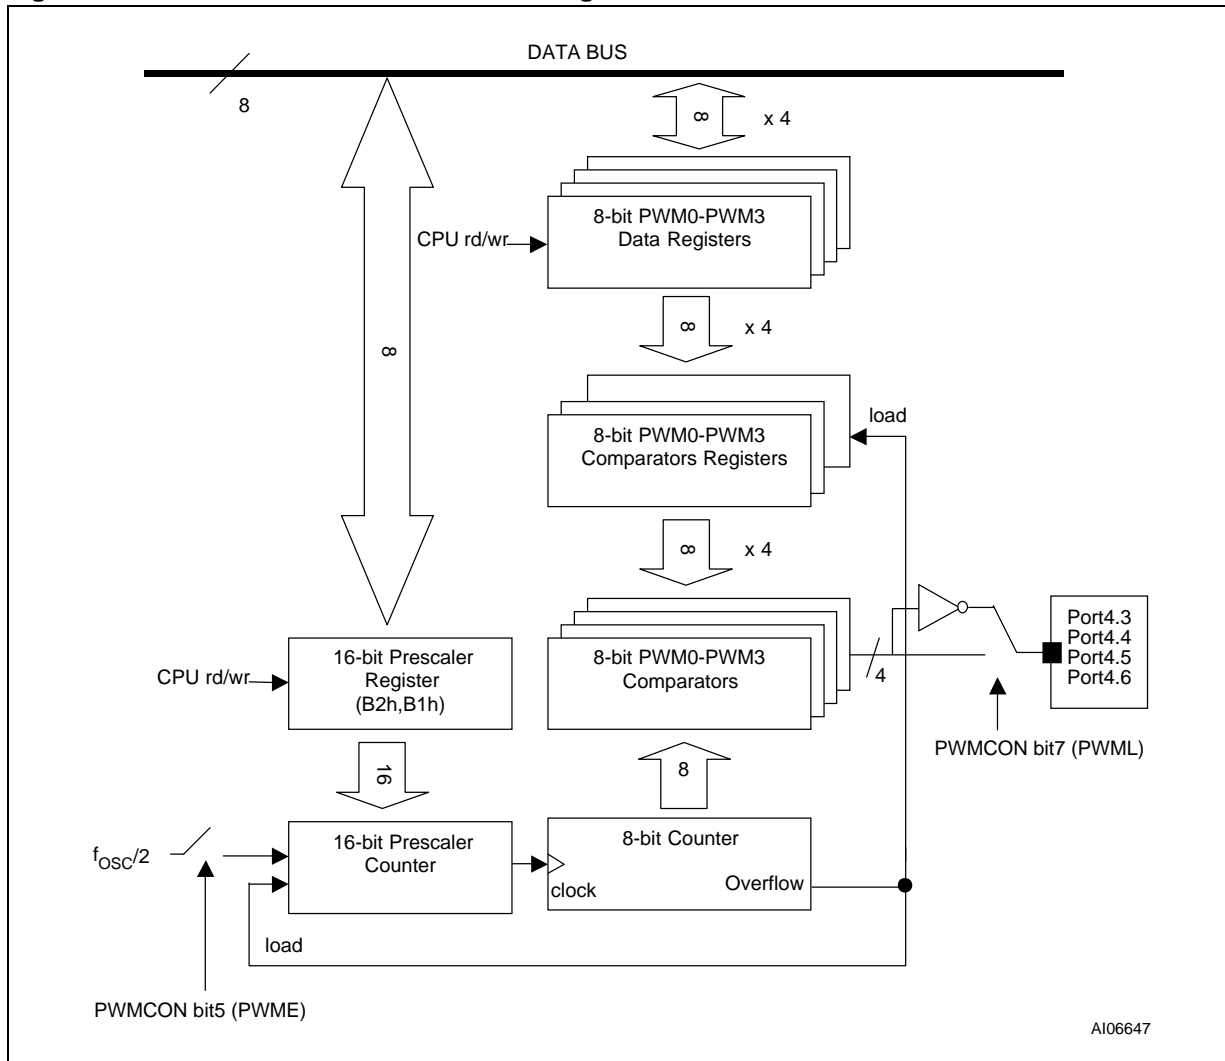 DATA BUS
8
8
x 4
8-bit PWM0-PWM3
Data Registers
CPU rd/wr
8
x 4
8
8-bit PWM0-PWM3
Comparators Registers
load
8
x 4
16-bit Prescaler
Register
(B2h,B1h)
CPU rd/wr
8-bit PWM0-PWM3
Comparators
4
Port4.3
Port4.4
Port4.5
Port4.6
PWMCON bit7 (PWML)
16
8
fOSC/2
16-bit Prescaler
Counter
8-bit Counter
clock
Overflow
load
PWMCON bit5 (PWME)
AI06647